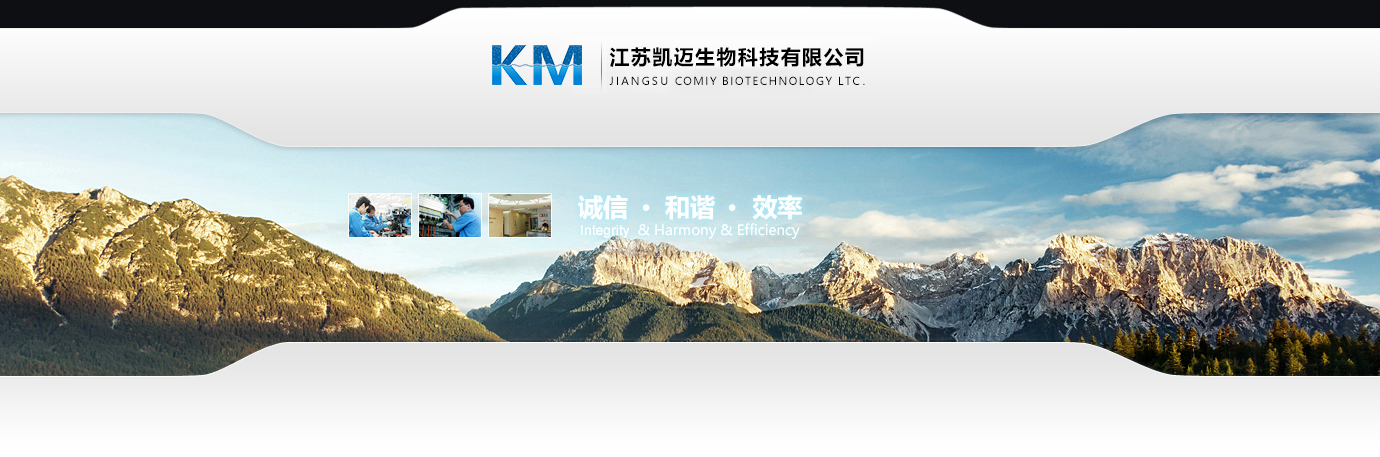 KM
江苏凯迈生物科技有限公司
JIANGSU COMIY BIOTECHNOLOGY LTC.
诚信 · 和谐 · 效率
Integrity & Harmony & Efficiency